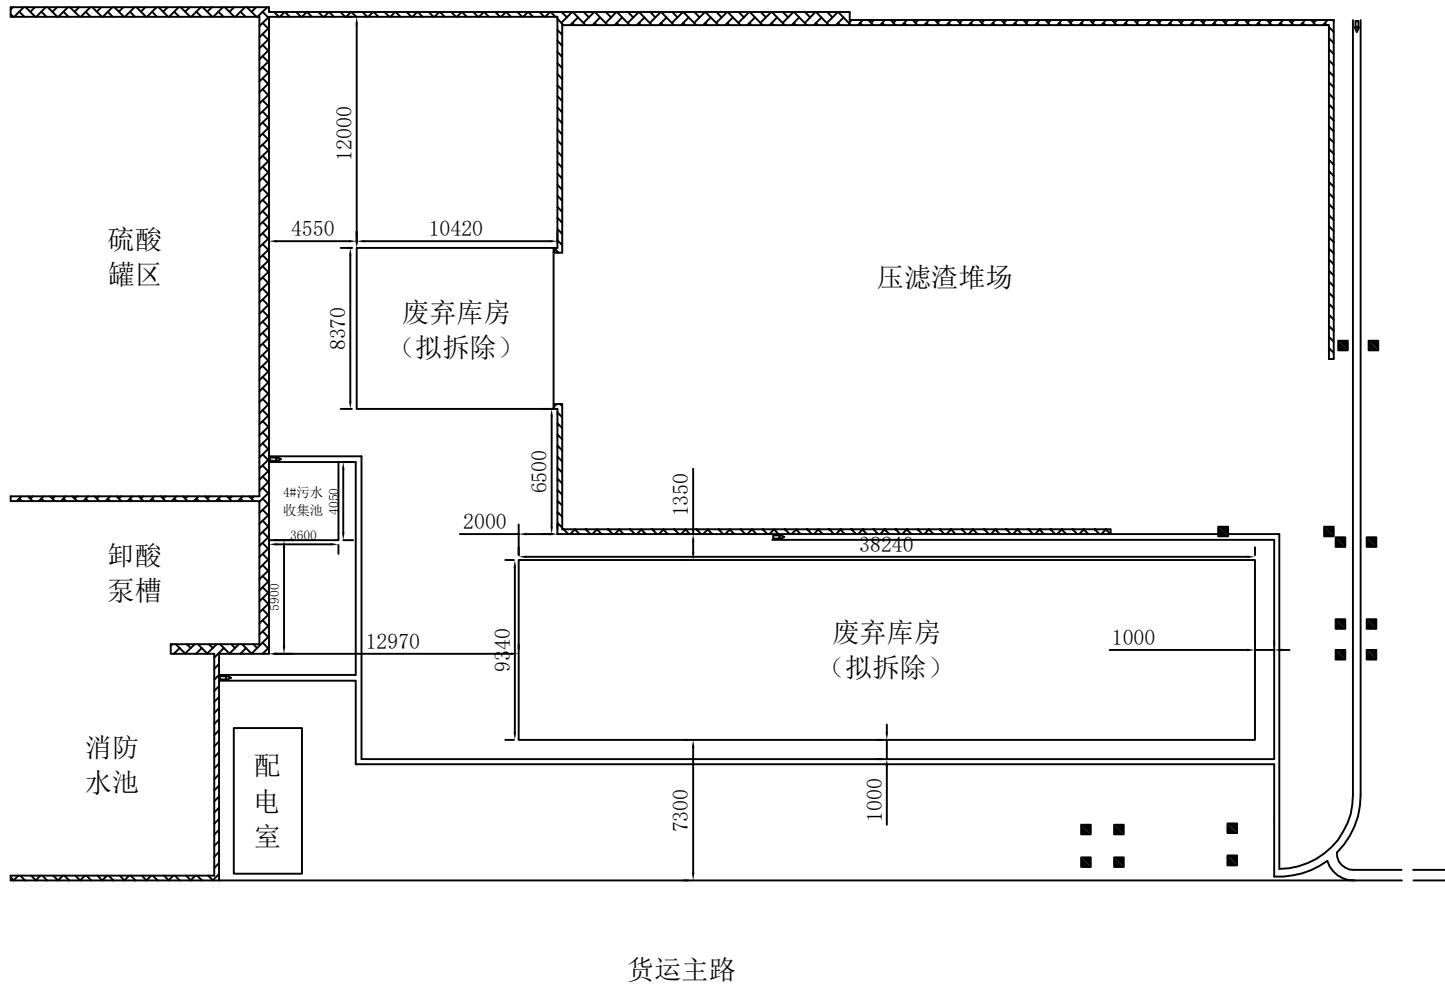 12000
4550
10420
硫酸
罐区
压滤渣堆场
8370
废弃库房
（拟拆除）
6500
1350
4#污水
收集池
4050
3600
2000
38240
卸酸
泵槽
5900
12970
9340
废弃库房
（拟拆除）
1000
消防
水池
配
电
室
7300
1000
货运主路